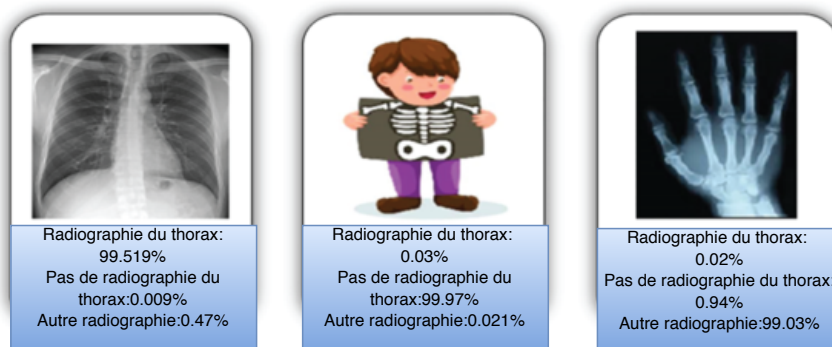 Radiographie du thorax:
99.519%
Pas de radiographie du
thorax:0.009%
Autre radiographie:0.47%
Radiographie du thorax:
0.03%
Pas de radiographie du
thorax:99.97%
Autre radiographie:0.021%
Radiographie du thorax:
0.02%
Pas de radiographie du thorax:
0.94%
Autre radiographie:99.03%